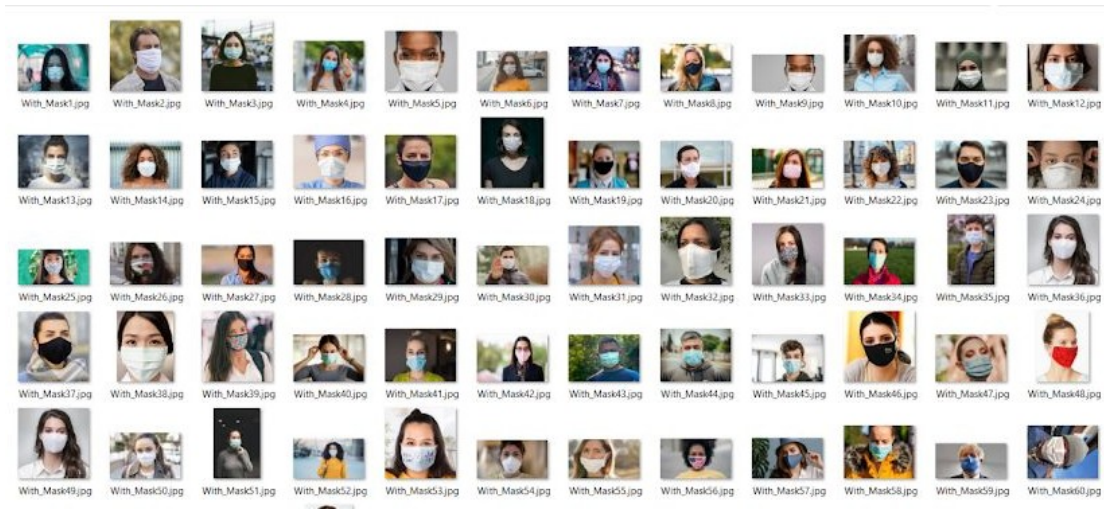 With_Mask1.jpg With_Mask2.jpg With_Mask3.jpg With_Mask4.jpg With_Mask5.jpg With_Mask6.jpg With_Mask7.jpg With_Mask8.jpg With_Mask9.jpg With_Mask10.jpg With_Mask11.jpg With_Mask12.jpg
With_Mask13.jpg With_Mask14.jpg With_Mask15.jpg With_Mask16.jpg With_Mask17.jpg With_Mask18.jpg With_Mask19.jpg With_Mask20.jpg With_Mask21.jpg With_Mask22.jpg With_Mask23.jpg With_Mask24.jpg
With_Mask25.jpg With_Mask26.jpg With_Mask27.jpg With_Mask28.jpg With_Mask29.jpg With_Mask30.jpg With_Mask31.jpg With_Mask32.jpg With_Mask33.jpg With_Mask34.jpg With_Mask35.jpg With_Mask36.jpg
With_Mask37.jpg With_Mask38.jpg With_Mask39.jpg With_Mask40.jpg With_Mask41.jpg With_Mask42.jpg With_Mask43.jpg With_Mask44.jpg With_Mask45.jpg With_Mask46.jpg With_Mask47.jpg With_Mask48.jpg
With_Mask49.jpg With_Mask50.jpg With_Mask51.jpg With_Mask52.jpg With_Mask53.jpg With_Mask54.jpg With_Mask55.jpg With_Mask56.jpg With_Mask57.jpg With_Mask58.jpg With_Mask59.jpg With_Mask60.jpg